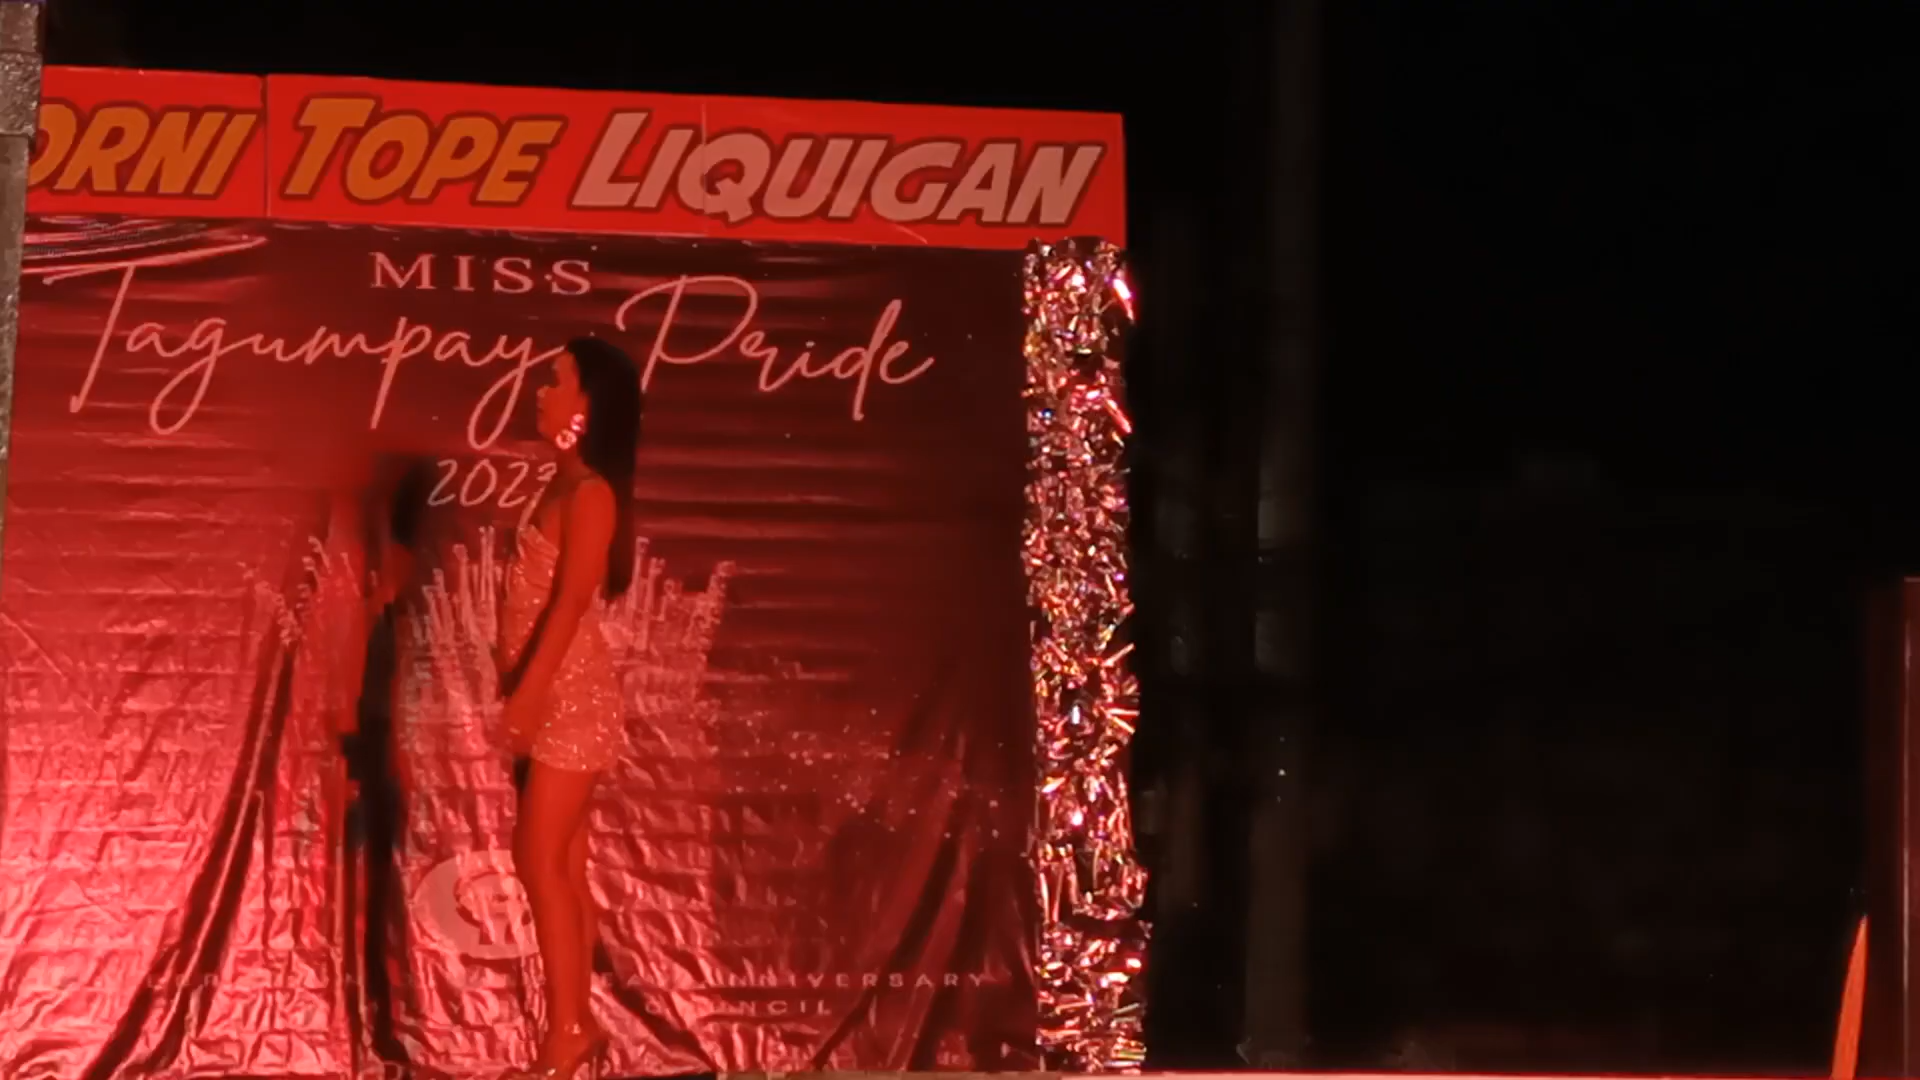 ORNI TOPE LIQUIGAN
MISS
Tagumpay Pride
2023
ANNIVERSARY
COUNCIL